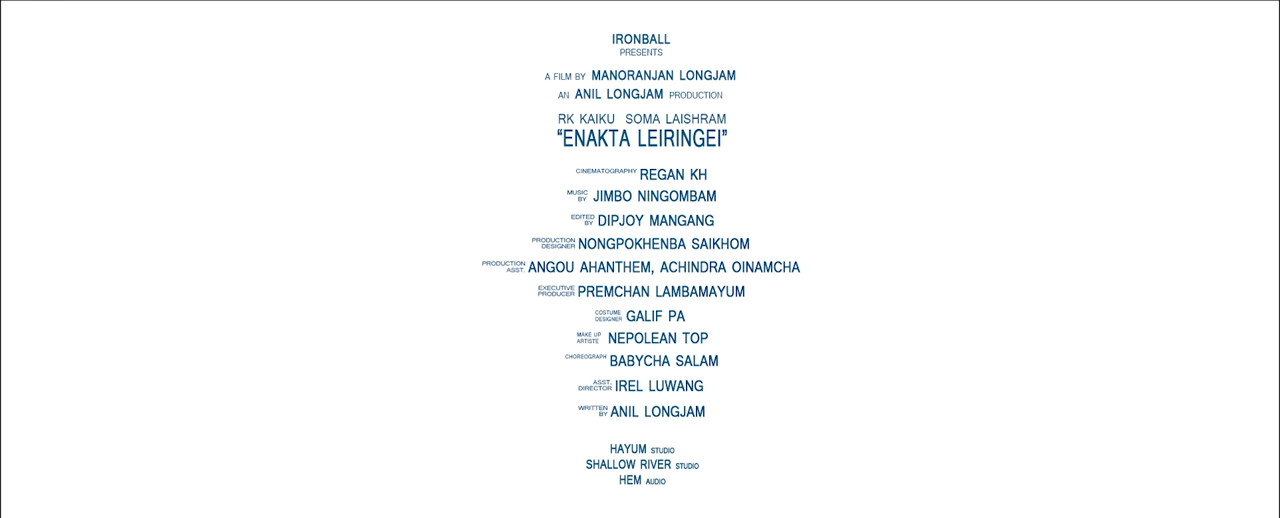 IRONBALL
PRESENTS
A FILM BY MANORANJAN LONGJAM
AN ANIL LONGJAM PRODUCTION
RK KAIKU SOMA LAISHRAM
“ENAKTA LEIRINGEI”
CINEMATOGRAPHY REGAN KH
MUSIC BY JIMBO NINGOMBAM
EDITED BY DIPJOY MANGANG
PRODUCTION DESIGNER NONGPOKHENBA SAIKHOM
PRODUCTION ASST. ANGOU AHANTHEM, ACHINDRA OINAMCHA
EXECUTIVE PRODUCER PREMCHAN LAMBAMAYUM
COSTUME DESIGNER GALIF PA
MAKE UP ARTISTE NEPOLEAN TOP
CHOREOGRAPH BABYCHA SALAM
ASST. DIRECTOR IREL LUWANG
WRITTEN BY ANIL LONGJAM
HAYUM STUDIO
SHALLOW RIVER STUDIO
HEM AUDIO